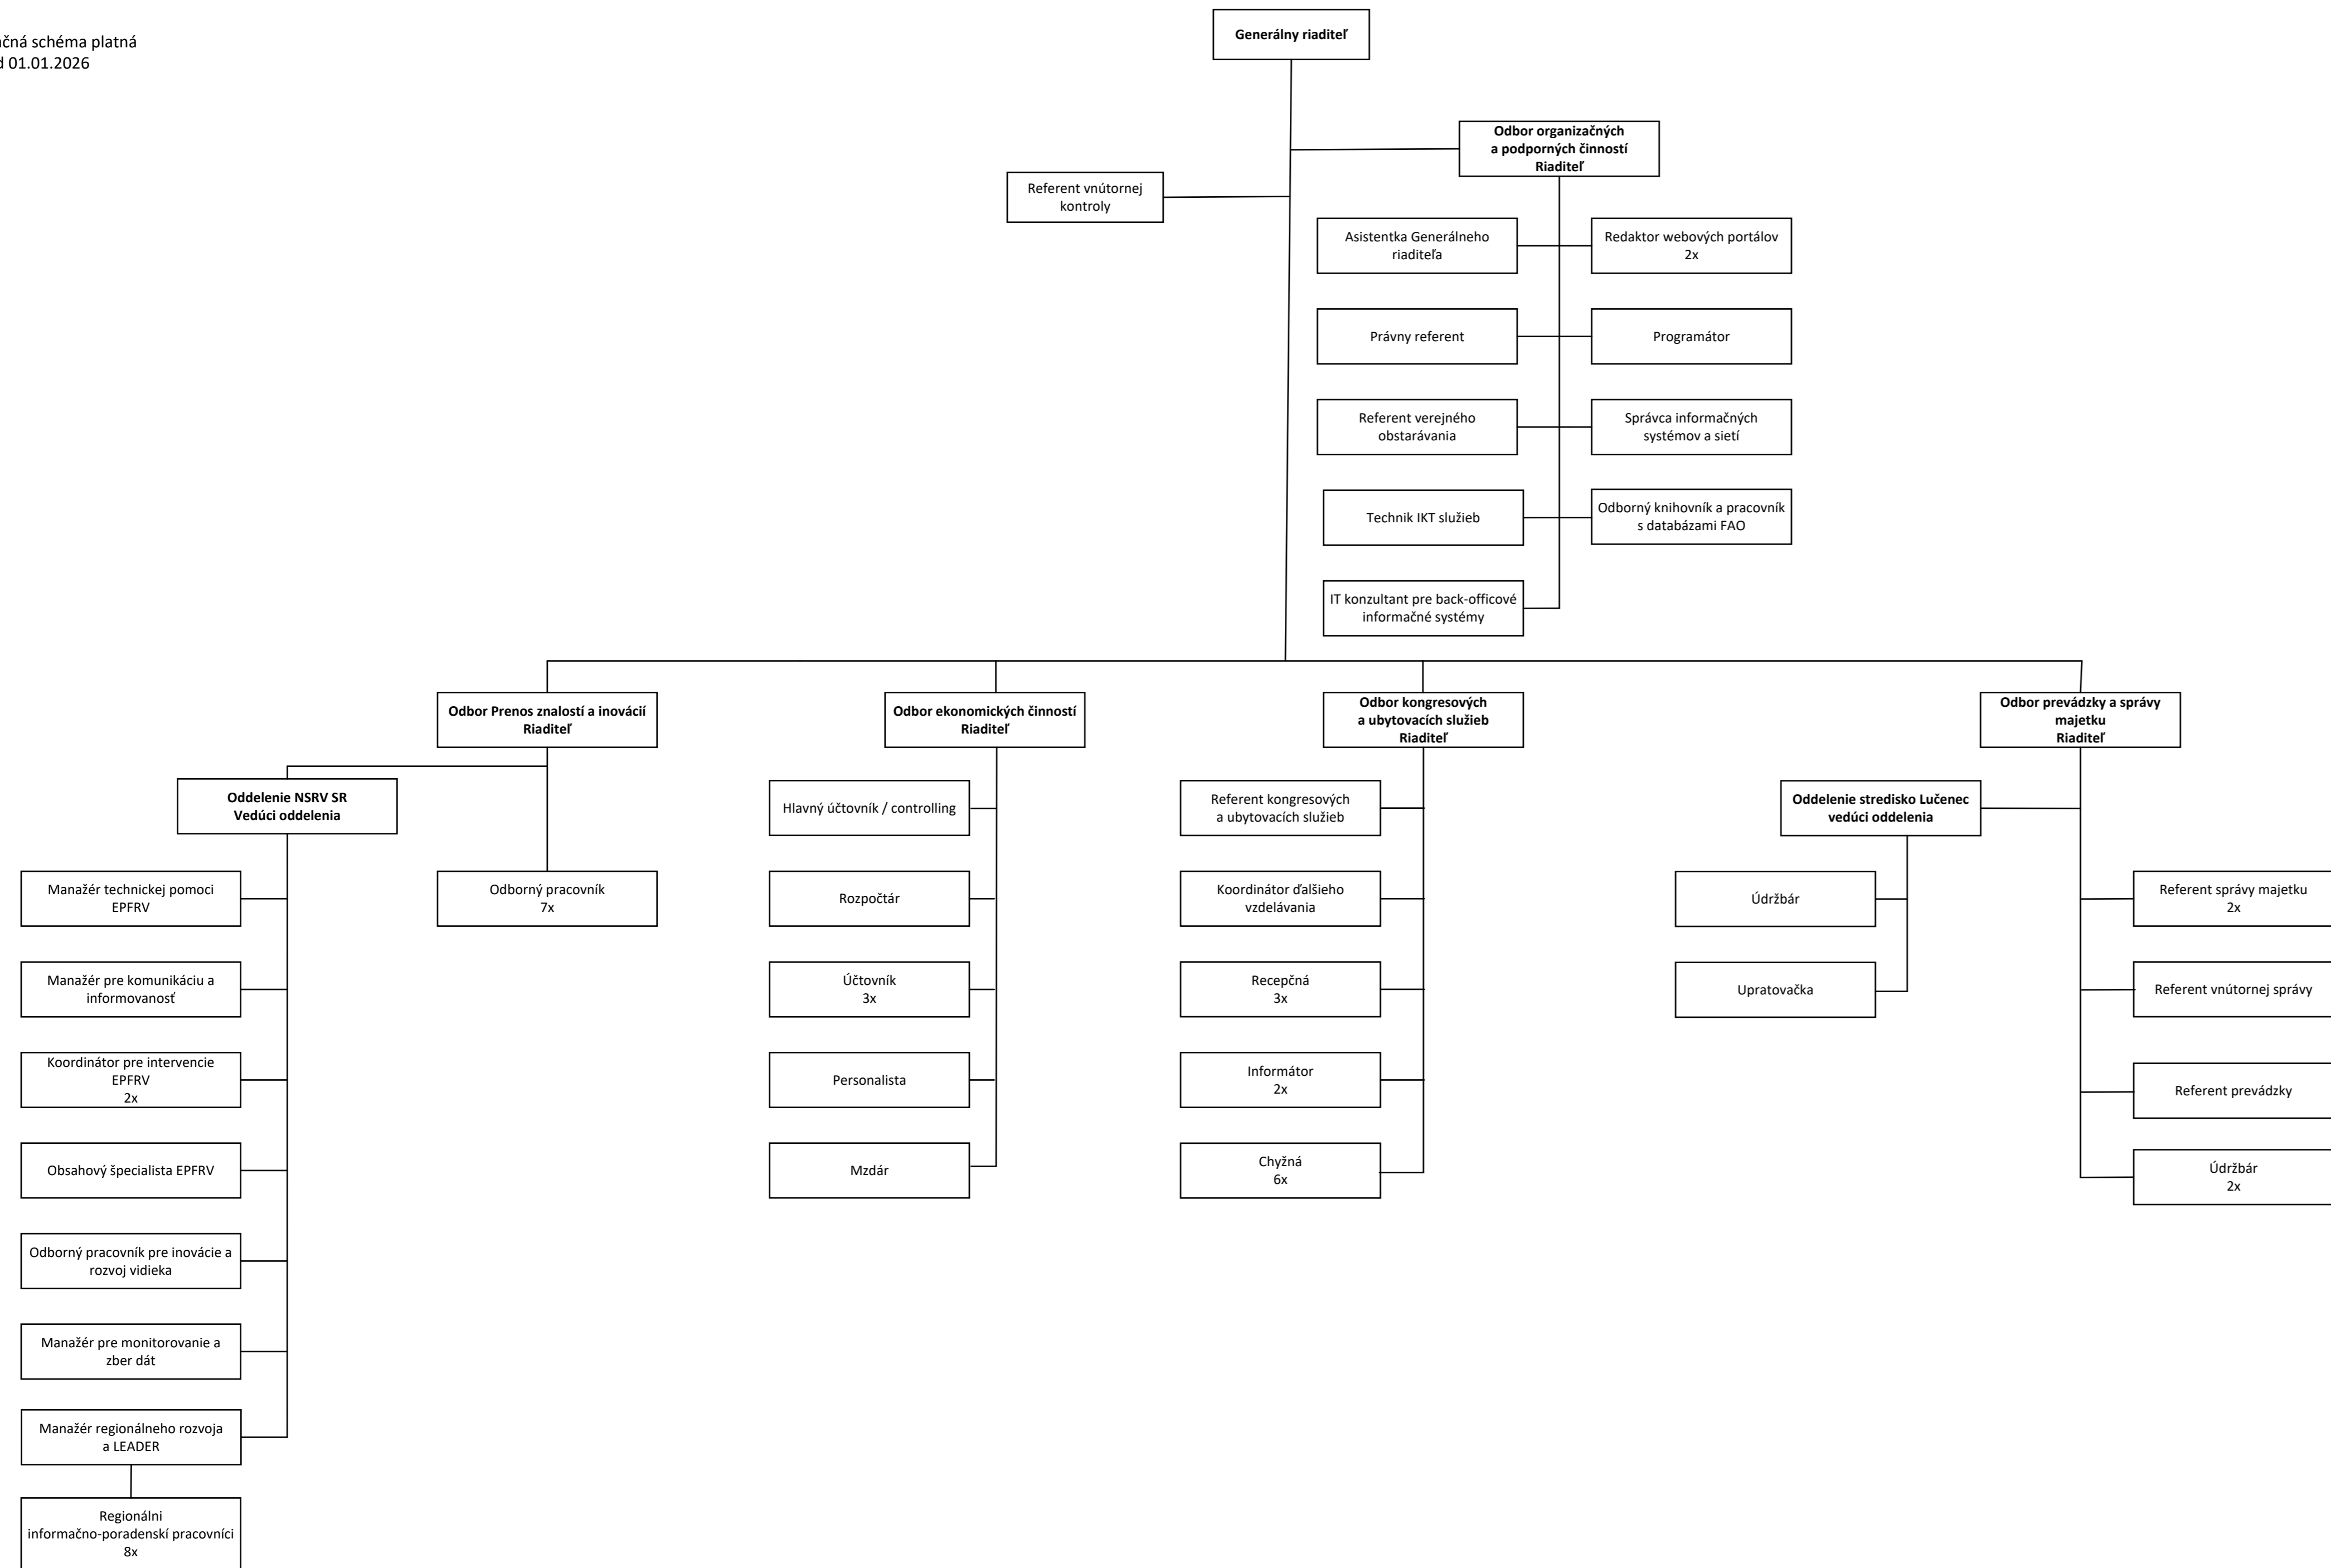 schéma platná
01.01.2026
Generálny riaditeľ
Odbor organizačných
a podporných činností
Riaditeľ
Referent vnútornej
kontroly
Asistentka Generálneho
riaditeľa
Redaktor webových portálov
2x
Právny referent
Programátor
Referent verejného
obstarávania
Správca informačných
systémov a sietí
Technik IKT služieb
Odborný knihovník a pracovník
s databázami FAO
IT konzultant pre back-officové
informačné systémy
Odbor Prenos znalostí a inovácií
Riaditeľ
Odbor ekonomických činností
Riaditeľ
Odbor kongresových
a ubytovacích služieb
Riaditeľ
Odbor prevádzky a správy
majetku
Riaditeľ
Oddelenie NSRV SR
Vedúci oddelenia
Manažér technickej pomoci
EPFRV
Manažér pre komunikáciu a
informovanosť
Koordinátor pre intervencie
EPFRV
2x
Obsahový špecialista EPFRV
Odborný pracovník pre inovácie a
rozvoj vidieka
Manažér pre monitorovanie a
zber dát
Manažér regionálneho rozvoja
a LEADER
Regionálni
informačno-poradenskí pracovníci
8x
Odborný pracovník
7x
Hlavný účtovník / controlling
Rozpočtár
Účtovník
3x
Personalista
Mzdár
Referent kongresových
a ubytovacích služieb
Koordinátor ďalšieho
vzdelávania
Recepčná
3x
Informátor
2x
Chyžná
6x
Oddelenie stredisko Lučenec
vedúci oddelenia
Údržbár
Upratovačka
Referent správy majetku
2x
Referent vnútornej správy
Referent prevádzky
Údržbár
2x